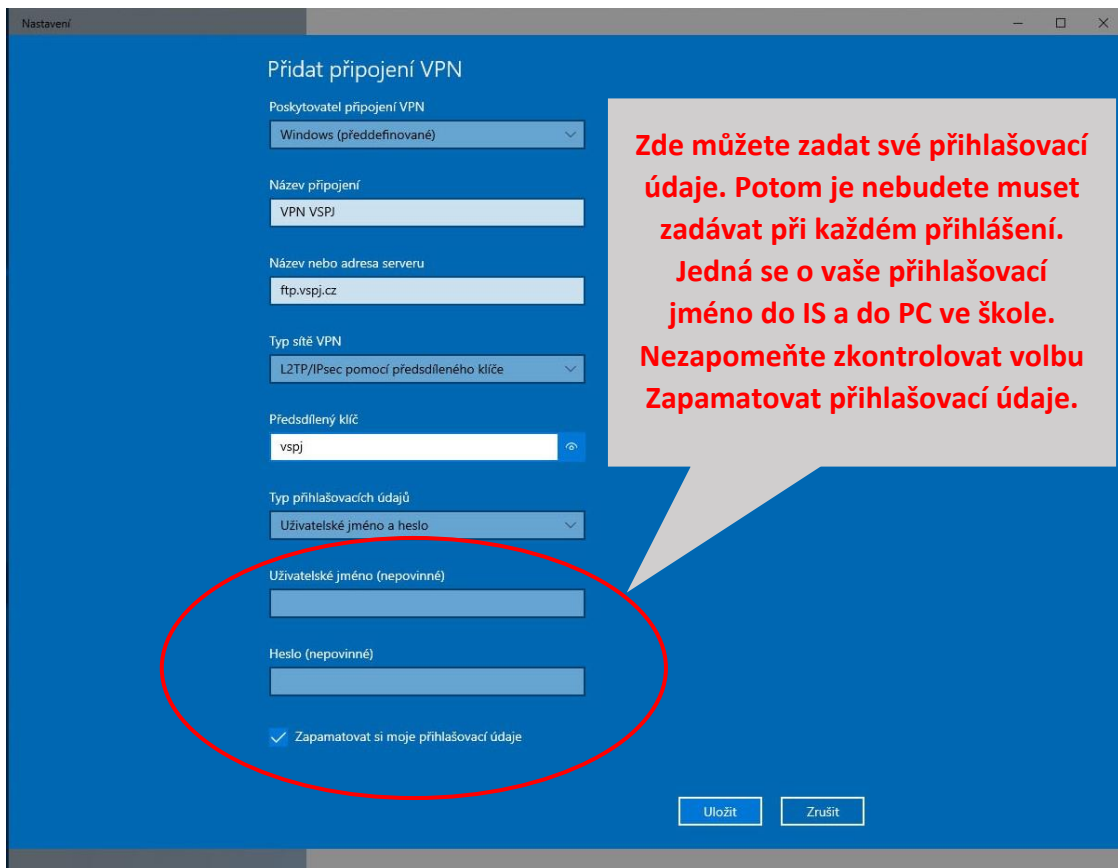 Nastavení
Přidat připojení VPN
Poskytovatel připojení VPN
Windows (předdefinované)
Název připojení
VPN VSPJ
Název nebo adresa serveru
ftp.vspj.cz
Typ sítě VPN
L2TP/IPsec pomocí předsdíleného klíče
Předsdílený klíč
vspj
Typ přihlašovacích údajů
Uživatelské jméno a heslo
Uživatelské jméno (nepovinné)
Heslo (nepovinné)
Zapamatovat si moje přihlašovací údaje
Uložit
Zrušit
Zde můžete zadat své přihlašovací
údaje. Potom je nebudete muset
zadávat při každém přihlášení.
Jedná se o vaše přihlašovací
jméno do IS a do PC ve škole.
Nezapomeňte zkontrolovat volbu
Zapamatovat přihlašovací údaje.